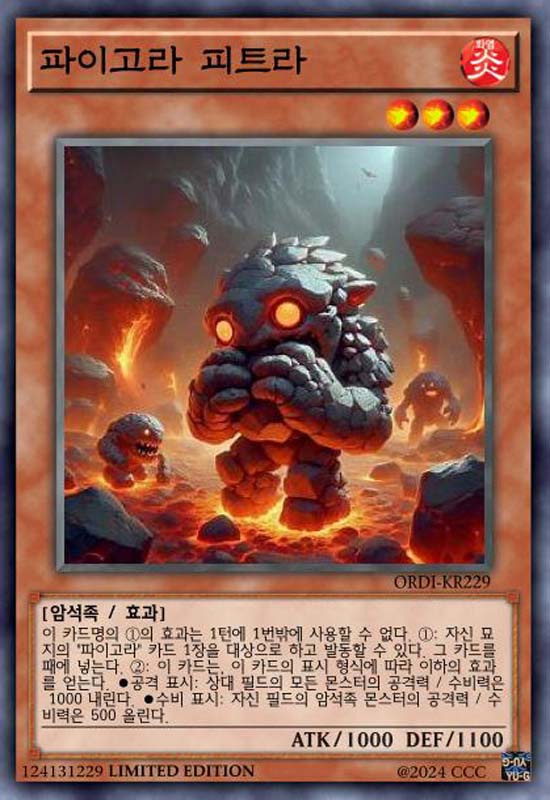 파이고라 피트라
화염
炎
ORDI-KR229
[암석족 / 효과]
이 카드명의 ①의 효과는 1턴에 1번밖에 사용할 수 없다. ①: 자신 묘
지의 "파이고라" 카드 1장을 대상으로 하고 발동할 수 있다. 그 카드를
패에 넣는다. ②: 이 카드는, 이 카드의 표시 형식에 따라 이하의 효과
를 얻는다. ●공격 표시: 상대 필드의 모든 몬스터의 공격력 / 수비력은
1000 내린다. ●수비 표시: 자신 필드의 암석족 몬스터의 공격력 / 수
비력은 500 올린다.
ATK/1000 DEF/1100
124131229 LIMITED EDITION
@2024 CCC